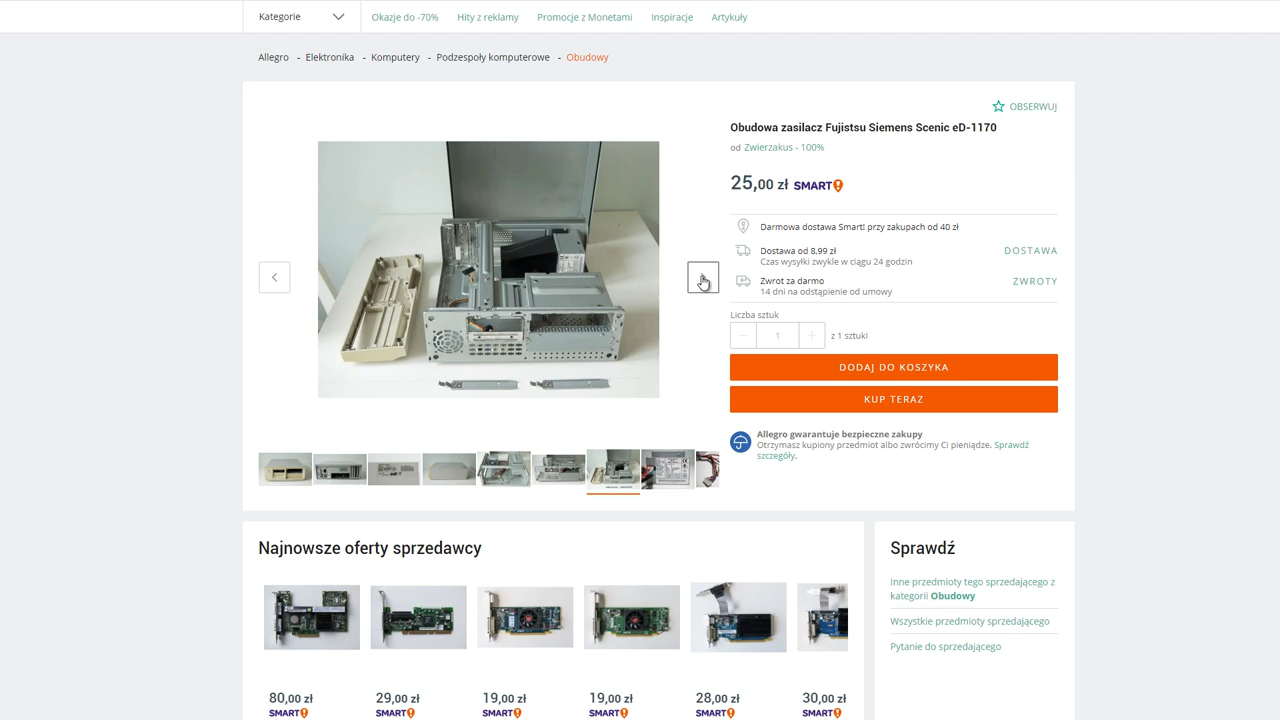 Kategorie
Okazje do -70%
Hity z reklamy
Promocje z Monetami
Inspiracje
Artykuły
Allegro - Elektronika - Komputery - Podzespoły komputerowe - Obudowy
OBSERWUJ
Obudowa zasilacz Fujistsu Siemens Scenic eD-1170
od Zwierzakus - 100%
25,00 zł SMART!
Darmowa dostawa Smart! przy zakupach od 40 zł
Dostawa od 8,99 zł
DOSTAWA
Czas wysyłki zwykle w ciągu 24 godzin
Zwrot za darmo
ZWROTY
14 dni na odstąpienie od umowy
Liczba sztuk
— 1 + z 1 sztuki
DODAJ DO KOSZYKA
KUP TERAZ
Allegro gwarantuje bezpieczne zakupy
Otrzymasz kupiony przedmiot albo zwrócimy Ci pieniądze. Sprawdź
szczegóły.
Najnowsze oferty sprzedawcy
80,00 zł
SMART!
29,00 zł
SMART!
19,00 zł
SMART!
19,00 zł
SMART!
28,00 zł
SMART!
30,00 zł
SMART!
Sprawdź
Inne przedmioty tego sprzedającego z
kategorii Obudowy
Wszystkie przedmioty sprzedającego
Pytanie do sprzedającego